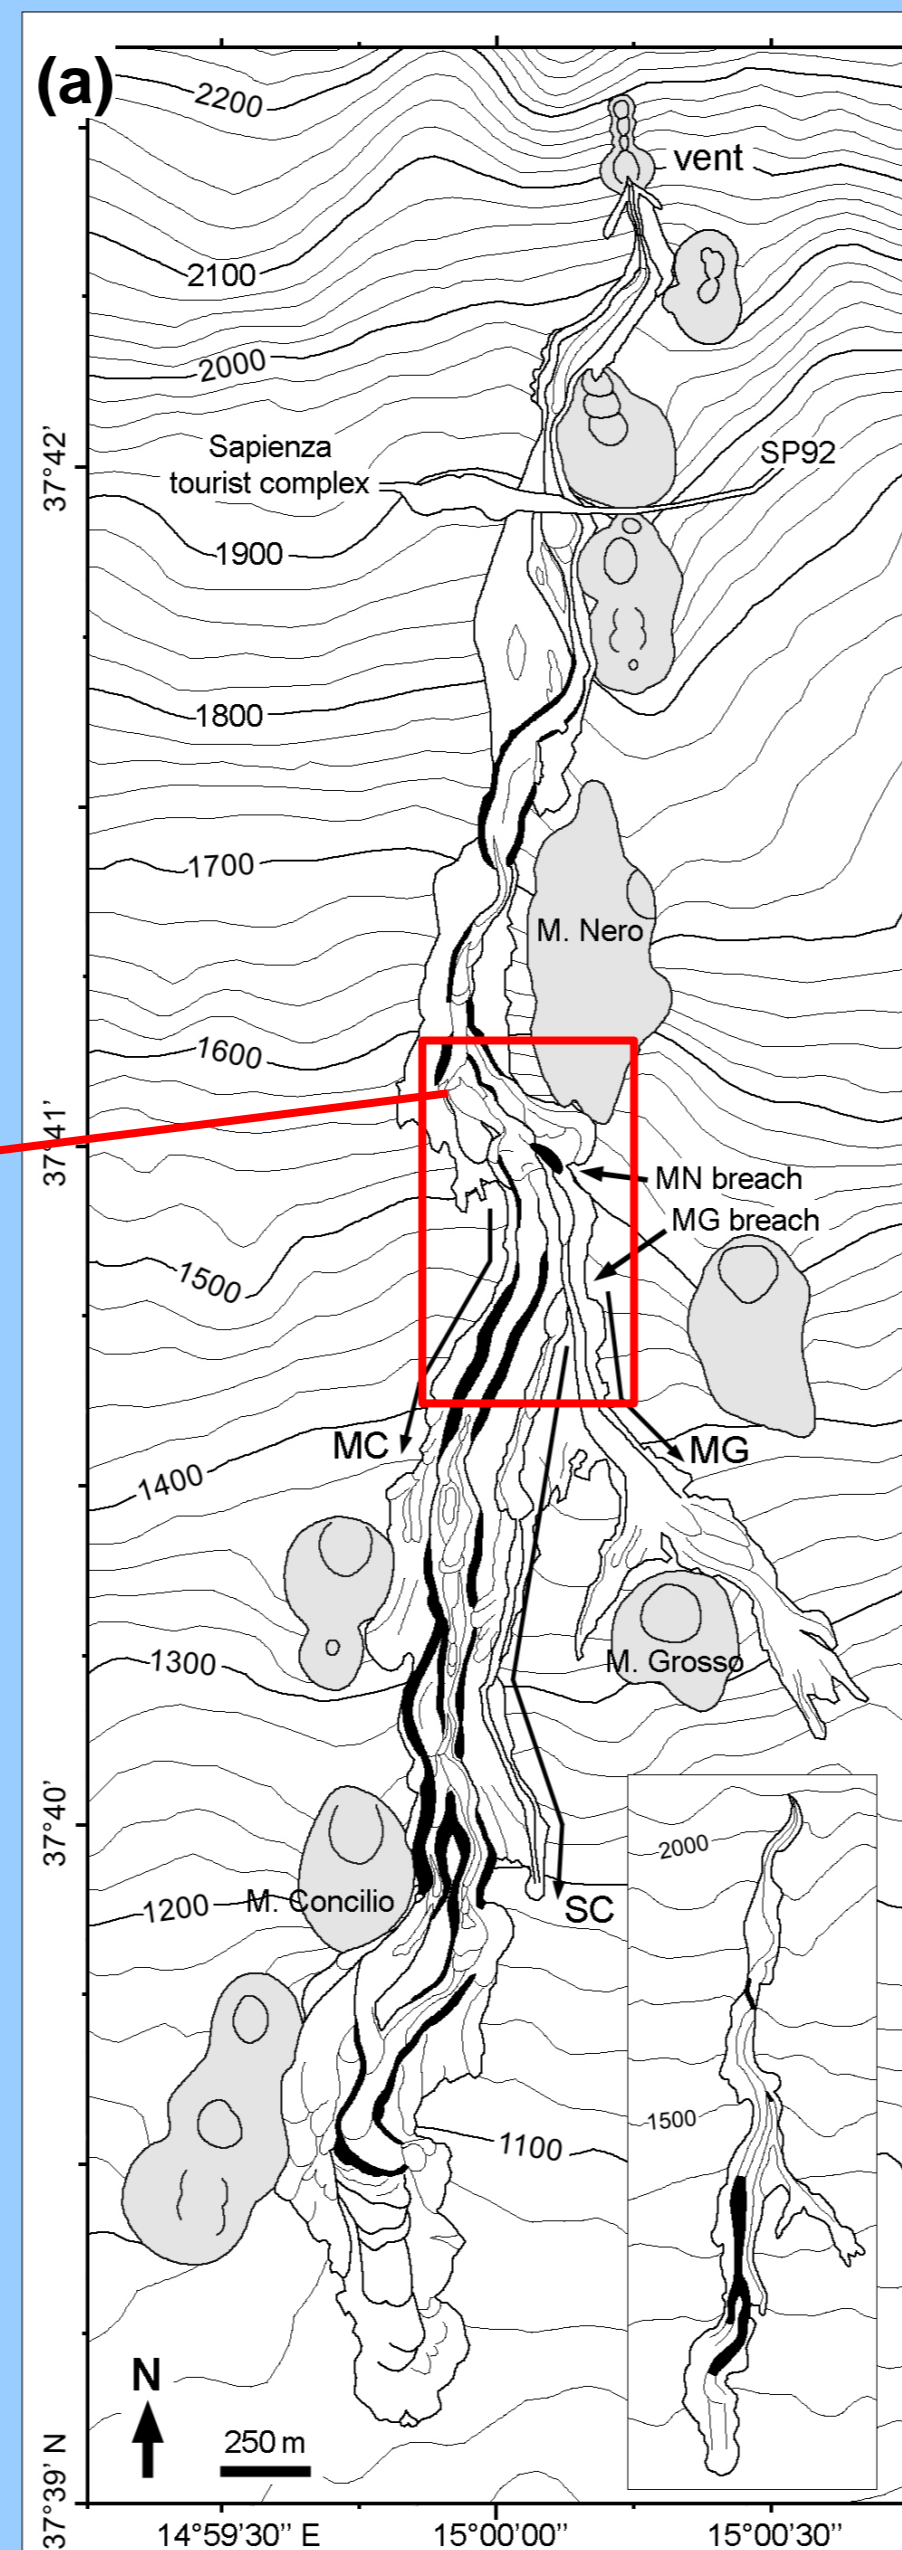 (a)
2200
vent
2100
2000
Sapienza
tourist complex
SP92
37°42’
1900
1800
1700
M. Nero
1600
37°41’
MN breach
MG breach
1500
MC
MG
1400
M. Grosso
1300
37°40’
2000
1200
M. Concilio
SC
1500
1100
N
250 m
37°39’ N
14°59’30’’ E
15°00’00’’
15°00’30’’